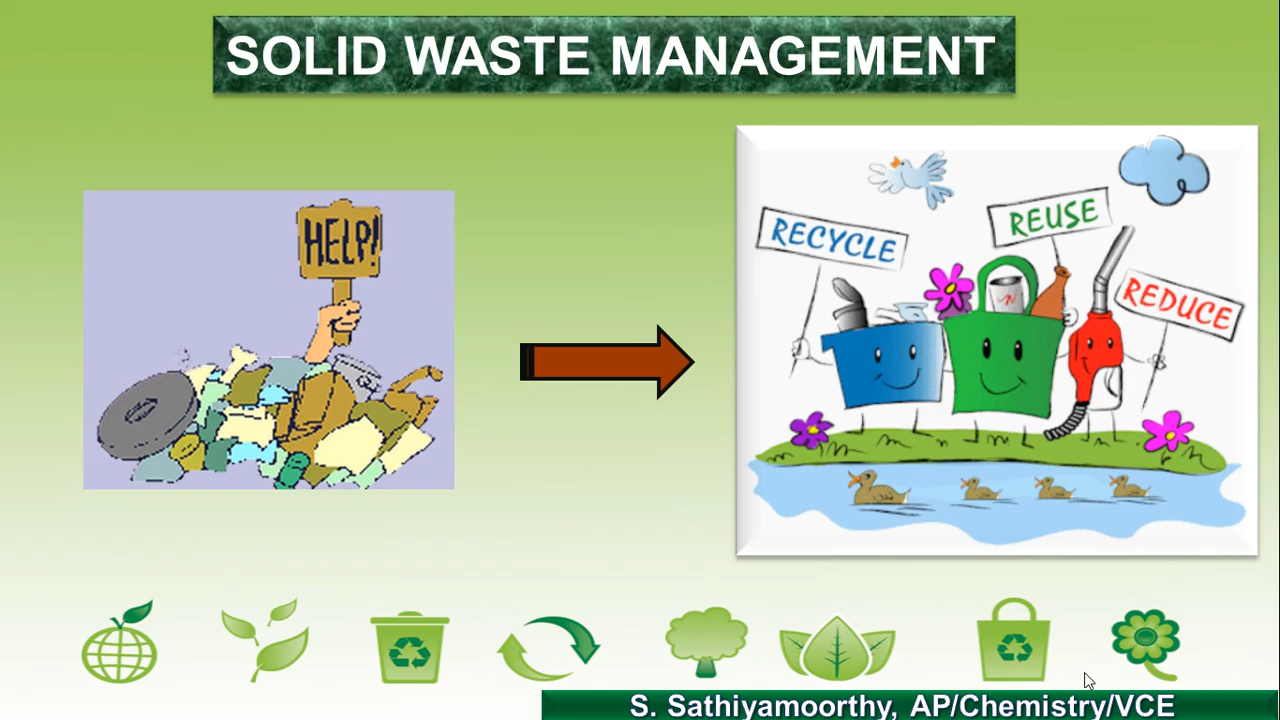 SOLID WASTE MANAGEMENT
HELP!
RECYCLE
REUSE
REDUCE
S. Sathiyamoorthy, AP/Chemistry/VCE